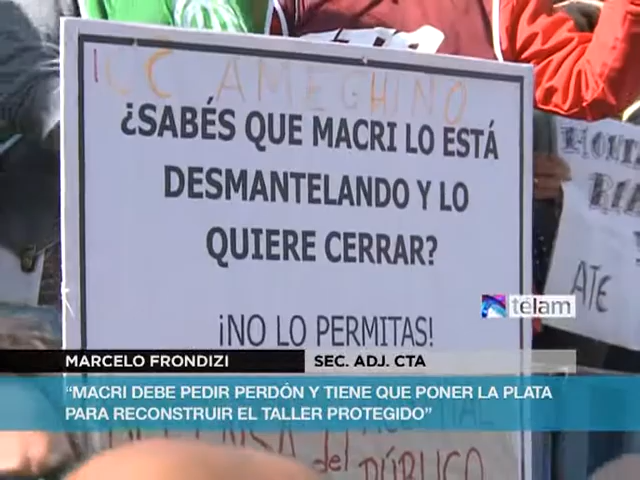 ICC AMEGHINO
¿SABÉS QUE MACRI LO ESTÁ
DESMANTELANDO Y LO
QUIERE CERRAR?
¡NO LO PERMITAS!
del PÚBLICO
ATE
télam
MARCELO FRONDIZI SEC. ADJ. CTA
“MACRI DEBE PEDIR PERDÓN Y TIENE QUE PONER LA PLATA
PARA RECONSTRUIR EL TALLER PROTEGIDO”